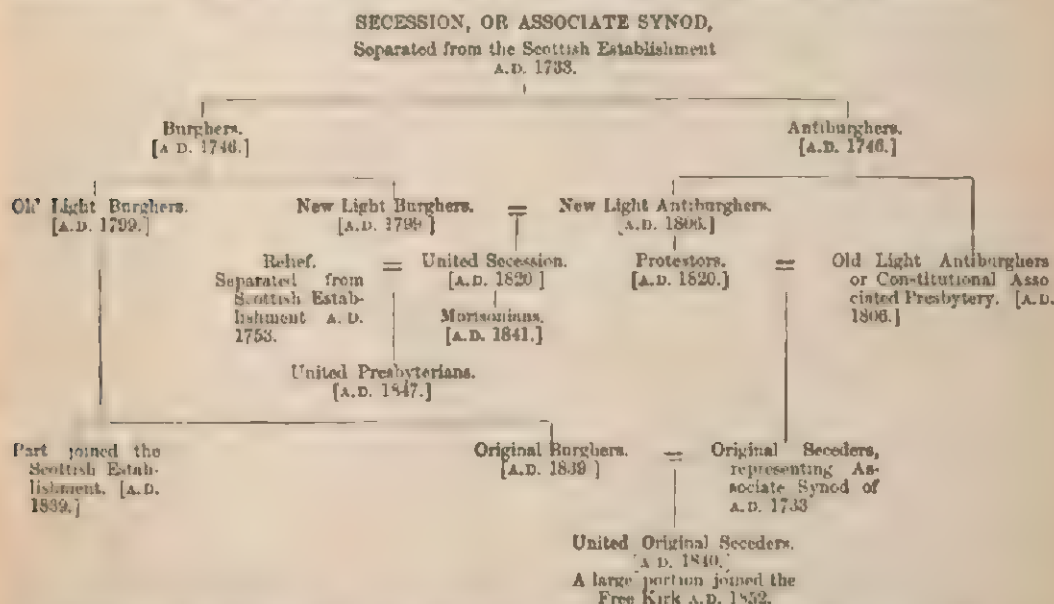 SECESSION, OR ASSOCIATE SYNOD,
Separated from the Scottish Establishment
A.D. 1733.
Burghers.
[A D. 1746.]
Antiburghers.
[A.D. 1746.]
Ol' Light Burghers.
[A.D. 1799.]
New Light Burghers.
[A.D. 1799 ]
=
New Light Antiburghers.
[A.D. 1806.]
Relief.
Separated from
Scottish Estab-
lishment A. D.
1753.
=
United Secession.
[A.D. 1820 ]
Morisonians.
[A.D. 1841.]
Protestors.
[A.D. 1820.]
=
Old Light Antiburghers
or Constitutional Asso
ciated Presbytery. [A.D.
1806.]
United Presbyterians.
[A.D. 1847.]
Part joined the
Scottish Estab-
lishment. [A.D.
1839.]
Original Burghers.
[A.D. 1839 ]
=
Original Seceders,
representing As-
sociate Synod of
A.D. 1733
United Original Seceders.
[A D. 1840.]
A large portion joined the
Free Kirk A.D. 1852.